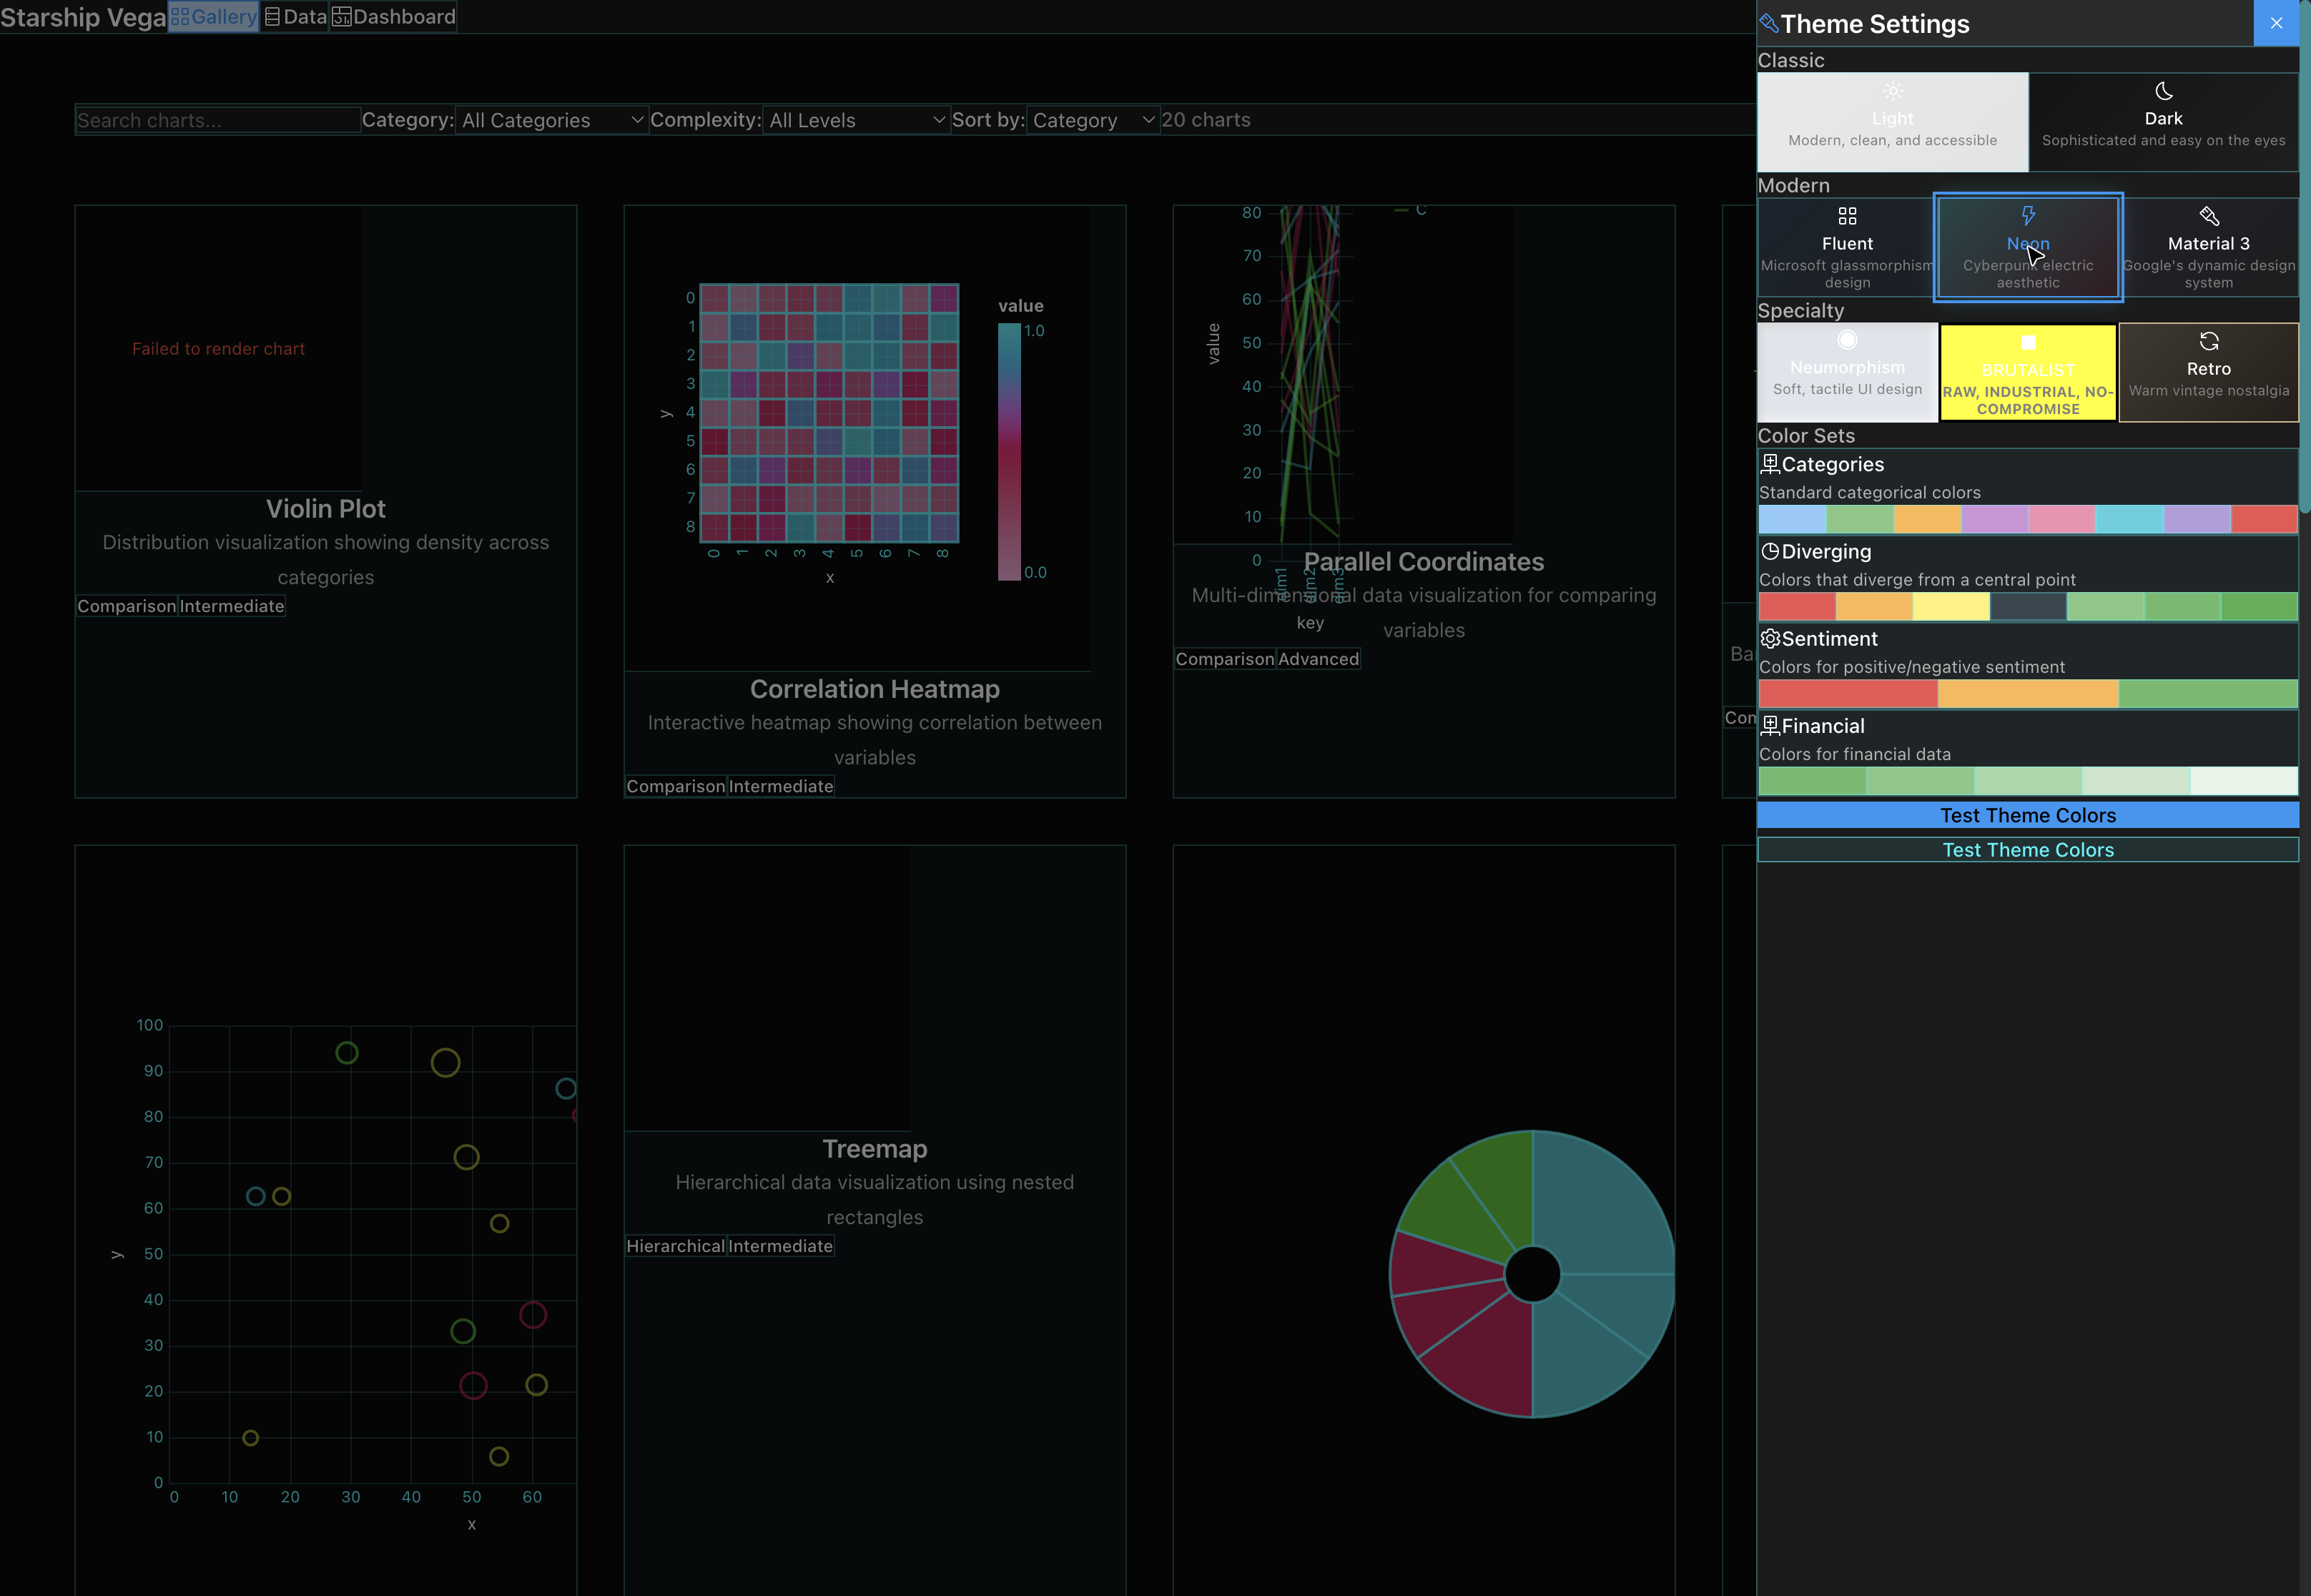 Starship Vega Gallery Data Dashboard
Search charts... Category: All Categories Complexity: All Levels Sort by: Category 20 charts
Failed to render chart
Violin Plot
Distribution visualization showing density across
categories
Comparison Intermediate
0
1
2
3
4
5
6
7
8
y
0 1 2 3 4 5 6 7 8
x
value
1.0
0.0
Correlation Heatmap
Interactive heatmap showing correlation between
variables
Comparison Intermediate
C
80
70
60
50
40
30
20
10
0
value
dim1 dim2 dim3
key
Parallel Coordinates
Multi-dimensional data visualization for comparing
variables
Comparison Advanced
Ba
Con
100
90
80
70
60
50
40
30
20
10
0
y
0 10 20 30 40 50 60
x
Treemap
Hierarchical data visualization using nested
rectangles
Hierarchical Intermediate
Theme Settings
Classic
Light
Modern, clean, and accessible
Dark
Sophisticated and easy on the eyes
Modern
Fluent
Microsoft glassmorphism
design
Neon
Cyberpunk electric
aesthetic
Material 3
Google's dynamic design
system
Specialty
Neumorphism
Soft, tactile UI design
BRUTALIST
RAW, INDUSTRIAL, NO-
COMPROMISE
Retro
Warm vintage nostalgia
Color Sets
Categories
Standard categorical colors
Diverging
Colors that diverge from a central point
Sentiment
Colors for positive/negative sentiment
Financial
Colors for financial data
Test Theme Colors
Test Theme Colors